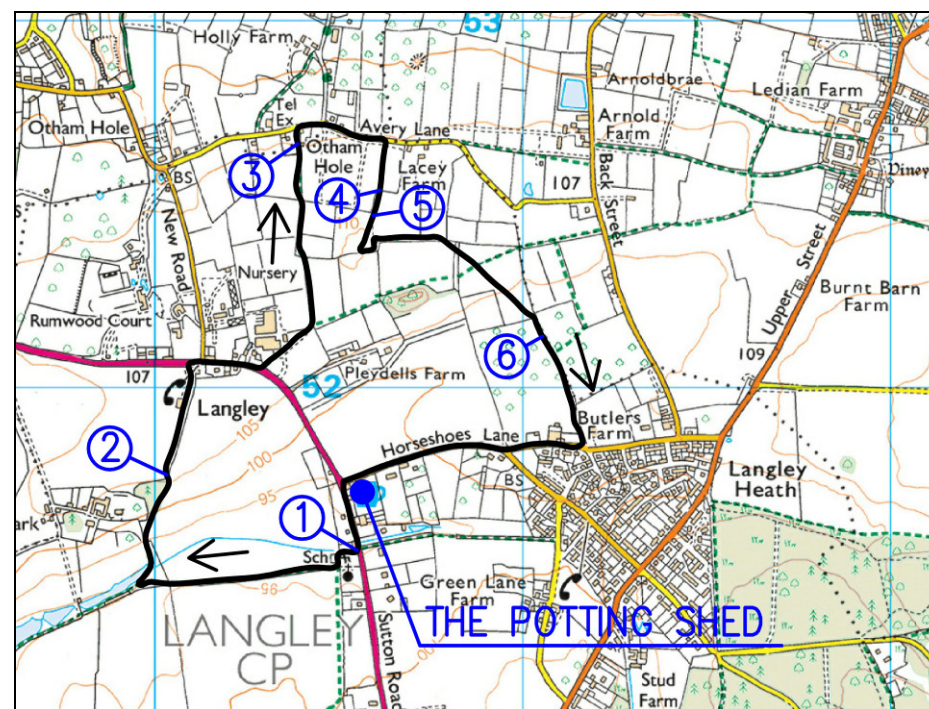 53
Holly Farm
Arnoldbrae
Ledian Farm
Tel
Ex
Avery Lane
Otham Hole
Otham
Hole
Arnold
Farm
3
BS
4
Lacey
Farm
107
5
110
Back Street
New Road
Nursery
Upper Street
Burnt Barn
Farm
Rumwood Court
6
109
107
52
Pleydells Farm
Langley
105
Butlers
Farm
Horseshoes Lane
100
2
BS
Langley
Heath
95
ark
1
Sch
95
Green Lane
Farm
THE POTTING SHED
LANGLEY
CP
Sutton Road
00
Stud
Farm